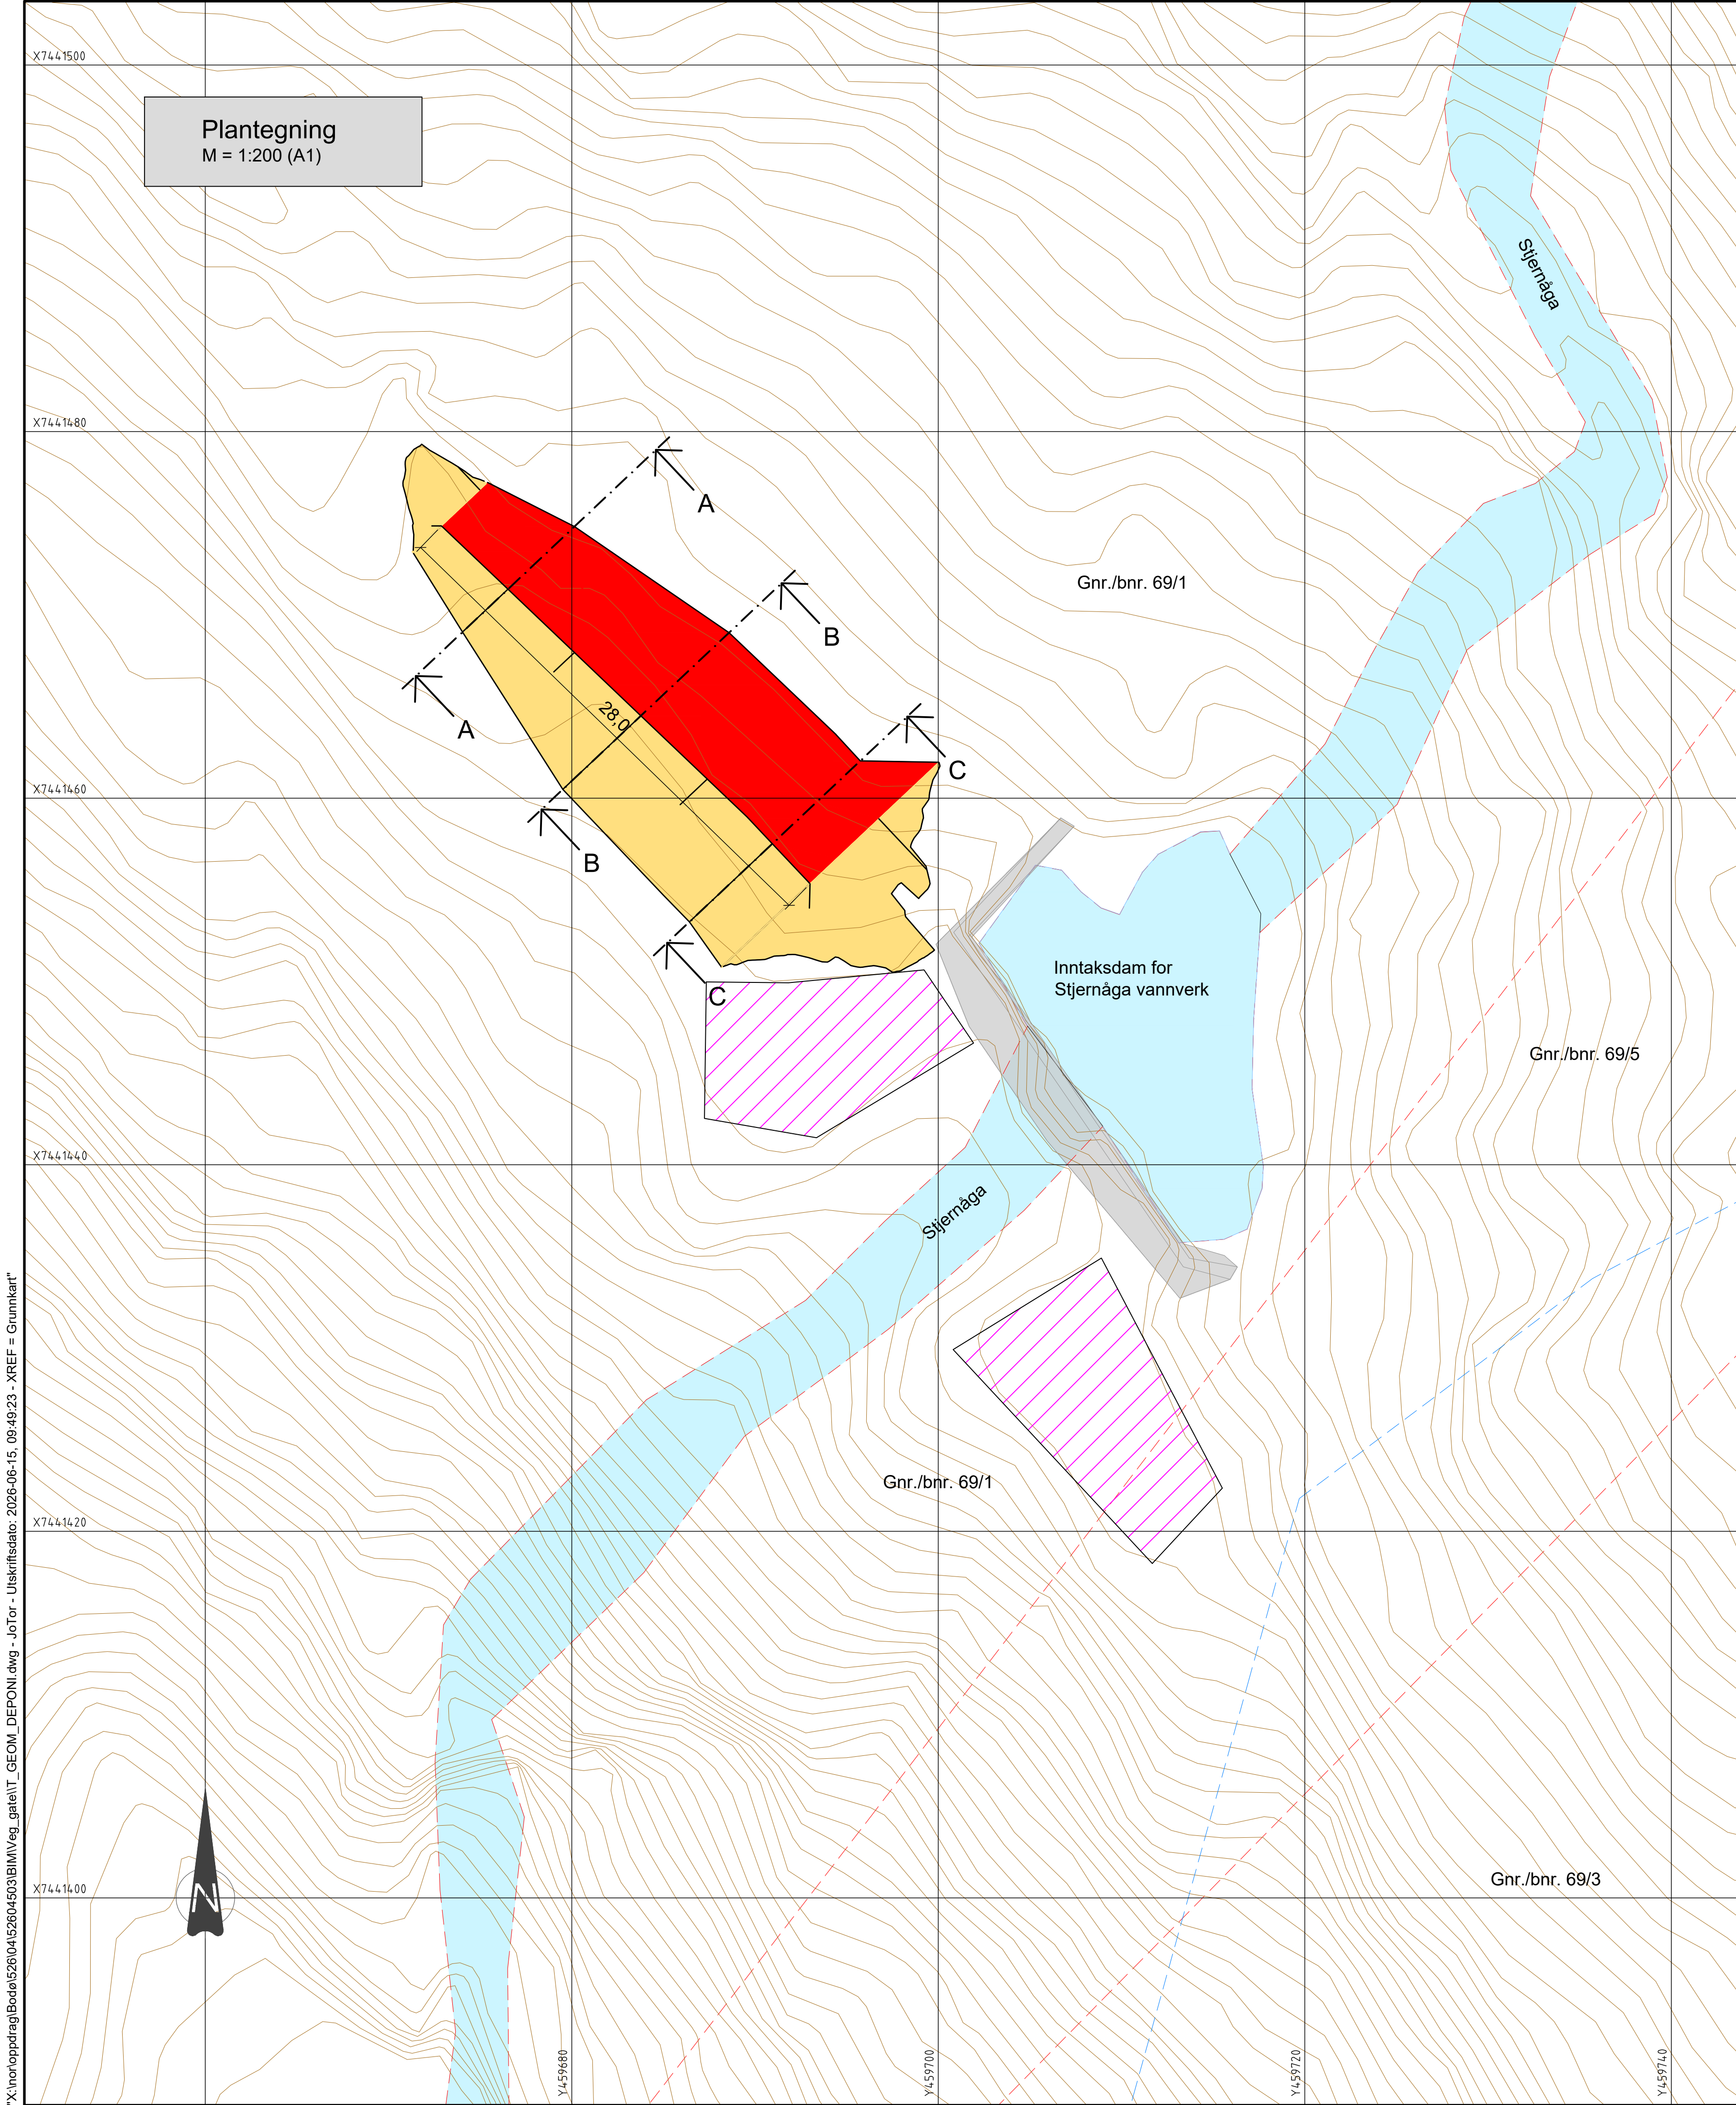 X7441500
Plantegning
M = 1:200 (A1)
Stjernåga
X7441480
A
Gnr./bnr. 69/1
B
28,0
A
C
X7441460
B
Inntaksdam for
Stjernåga vannverk
C
Gnr./bnr. 69/5
X7441440
Stjernåga
Gnr./bnr. 69/1
X7441420
Gnr./bnr. 69/3
X7441400
N
Y459680
Y459700
Y459720
Y459740
"X:\nor\oppdrag\Bodø\526\04\52604503\BIM\Veg_gate\T_GEOM_DEPONI.dwg - JoTor - Utskriftsdato: 2026-06-15, 09:49:23 - XREF = Grunnkart"